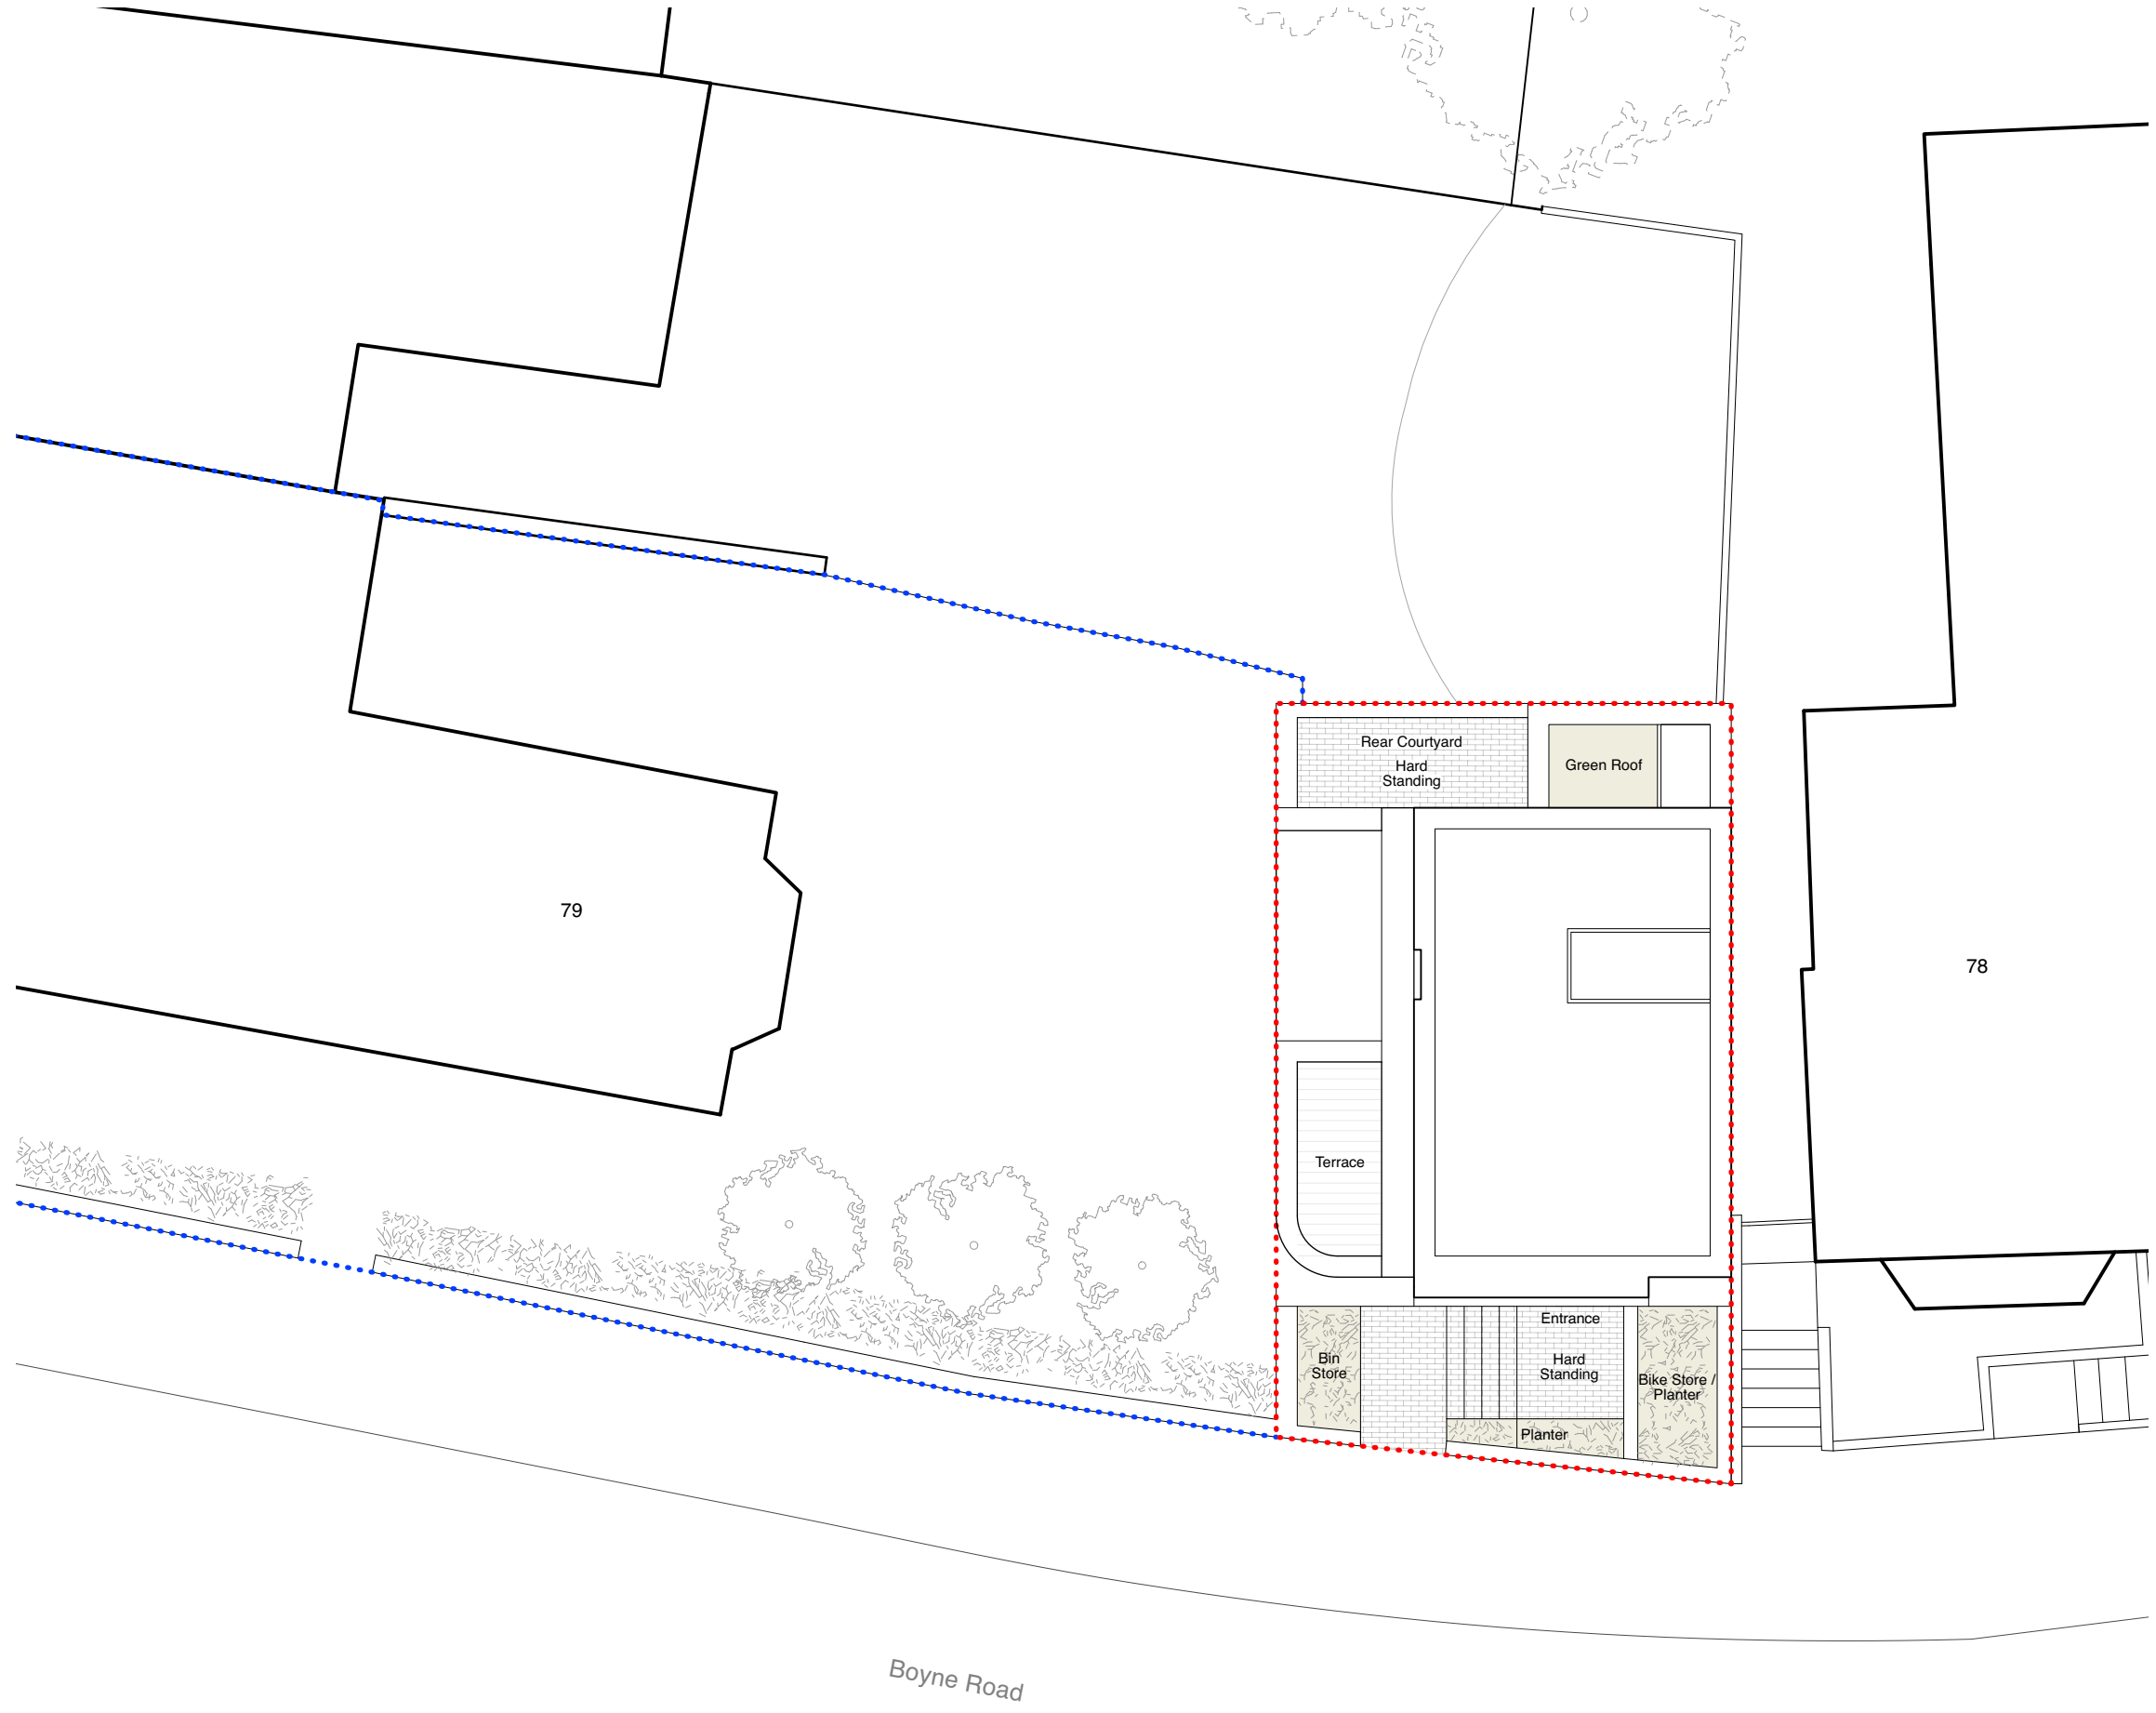 Rear Courtyard
Hard
Standing
Green Roof
79
78
Terrace
Entrance
Bin
Store
Hard
Standing
Bike Store /
Planter
Planter
Boyne Road